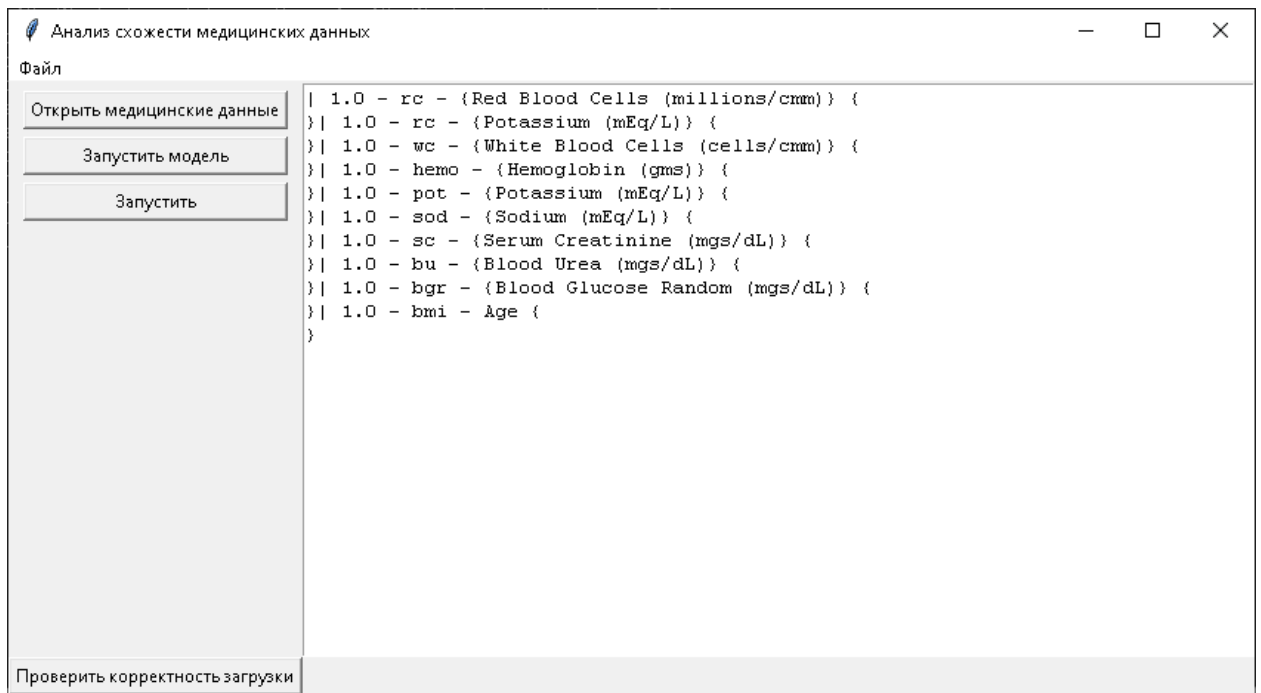 Анализ схожести медицинских данных
Файл
Открыть медицинские данные
Запустить модель
Запустить
| 1.0 - rc - {Red Blood Cells (millions/cmm)} {
}| 1.0 - rc - {Potassium (mEq/L)} {
}| 1.0 - wc - {White Blood Cells (cells/cmm)} {
}| 1.0 - hemo - {Hemoglobin (gms)} {
}| 1.0 - pot - {Potassium (mEq/L)} {
}| 1.0 - sod - {Sodium (mEq/L)} {
}| 1.0 - sc - {Serum Creatinine (mgs/dL)} {
}| 1.0 - bu - {Blood Urea (mgs/dL)} {
}| 1.0 - bgr - {Blood Glucose Random (mgs/dL)} {
}| 1.0 - bmi - Age {
}
Проверить корректность загрузки